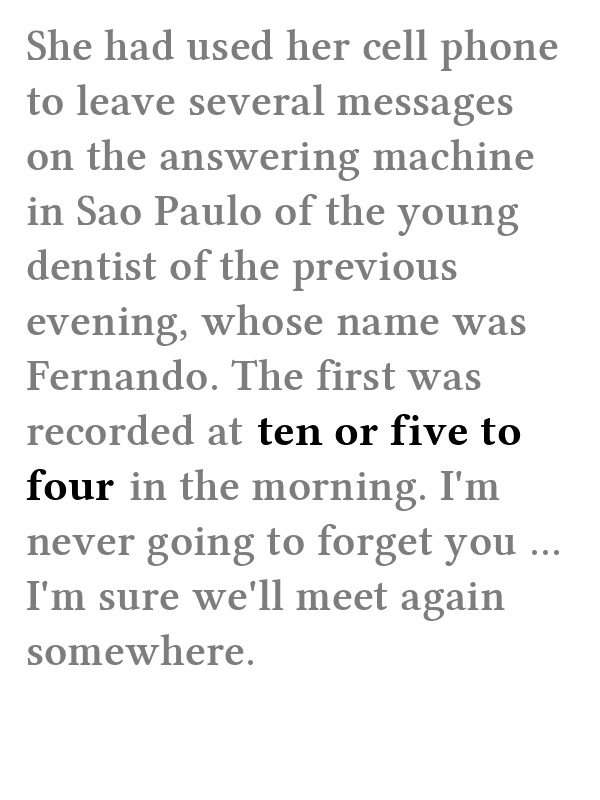 She had used her cell phone
to leave several messages
on the answering machine
in Sao Paulo of the young
dentist of the previous
evening, whose name was
Fernando. The first was
recorded at ten or five to
four in the morning. I'm
never going to forget you ...
I'm sure we'll meet again
somewhere.